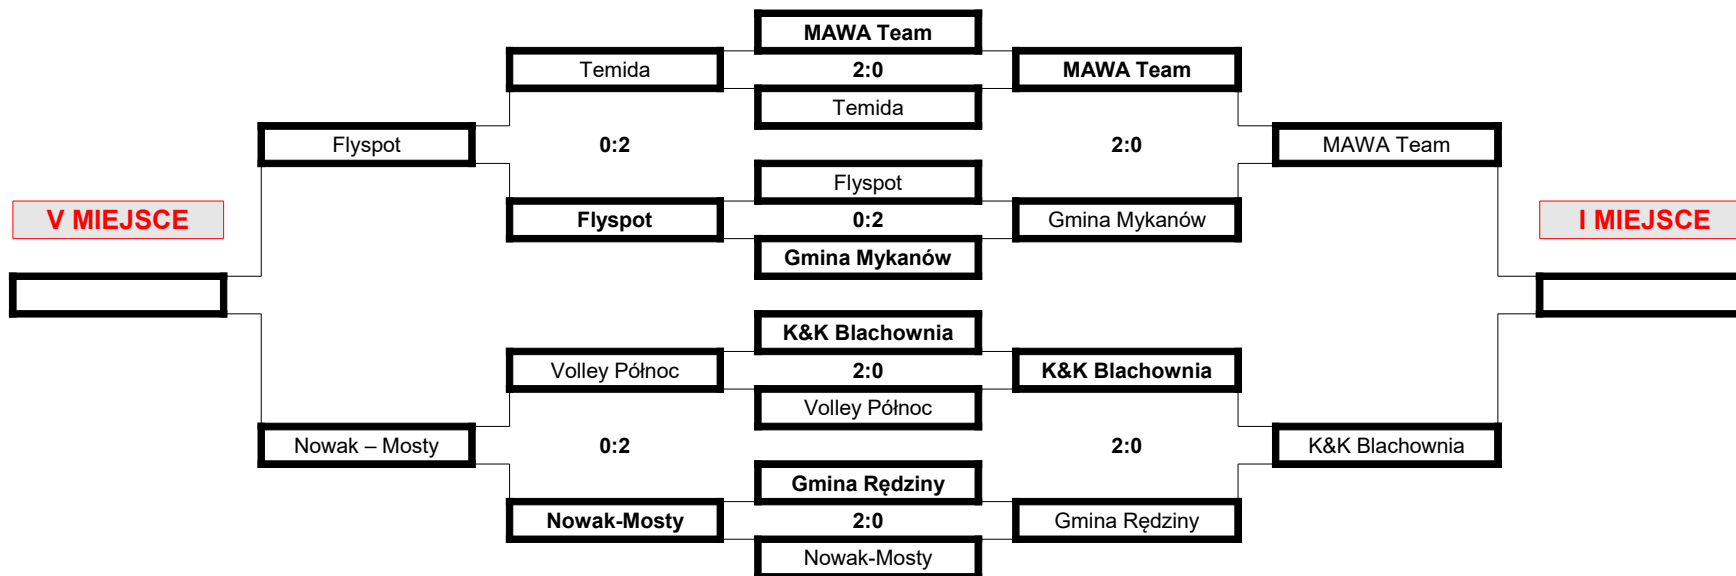 MAWA Team
Temida 2:0 MAWA Team
Temida
Flyspot 0:2 2:0 MAWA Team
Flyspot
V MIEJSCE Flyspot 0:2 Gmina Mykanów I MIEJSCE
Gmina Mykanów
K&K Blachownia
Volley Północ 2:0 K&K Blachownia
Volley Północ
Nowak – Mosty 0:2 2:0 K&K Blachownia
Gmina Rędziny
Nowak-Mosty 2:0 Gmina Rędziny
Nowak-Mosty